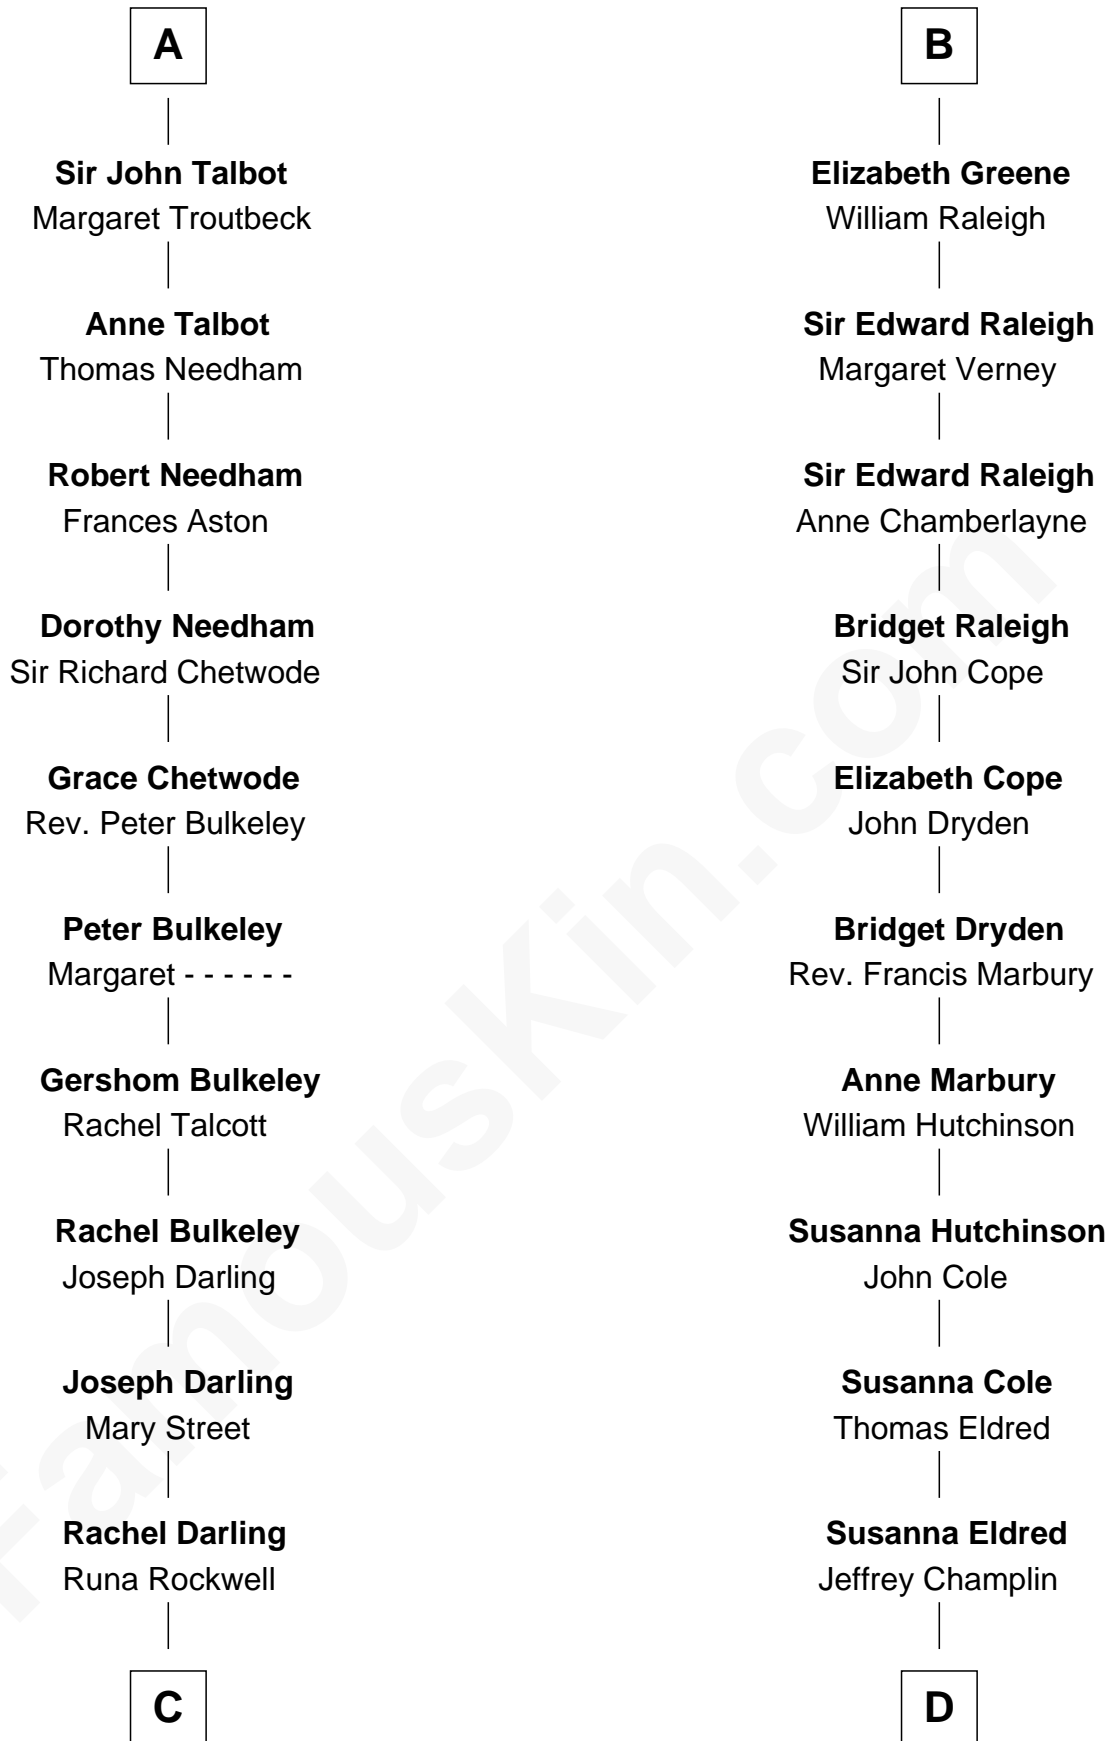 A
Sir John Talbot
Margaret Troutbeck
Anne Talbot
Thomas Needham
Robert Needham
Frances Aston
Dorothy Needham
Sir Richard Chetwode
Grace Chetwode
Rev. Peter Bulkeley
Peter Bulkeley
Margaret - - - - - -
Gershom Bulkeley
Rachel Talcott
Rachel Bulkeley
Joseph Darling
Joseph Darling
Mary Street
Rachel Darling
Runa Rockwell
C
B
Elizabeth Greene
William Raleigh
Sir Edward Raleigh
Margaret Verney
Sir Edward Raleigh
Anne Chamberlayne
Bridget Raleigh
Sir John Cope
Elizabeth Cope
John Dryden
Bridget Dryden
Rev. Francis Marbury
Anne Marbury
William Hutchinson
Susanna Hutchinson
John Cole
Susanna Cole
Thomas Eldred
Susanna Eldred
Jeffrey Champlin
D
FamousKin.com